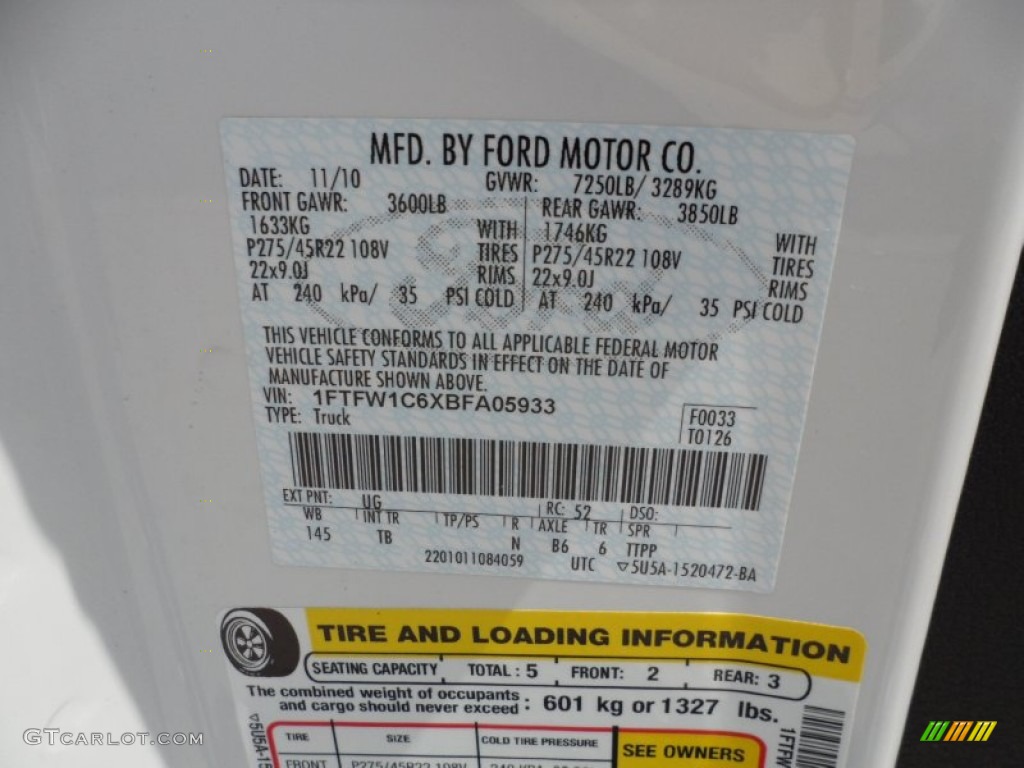 MFD. BY FORD MOTOR CO.
DATE: 11/10 GVWR: 7250LB/ 3289KG
FRONT GAWR: 3600LB REAR GAWR: 3850LB
1633KG WITH 1746KG WITH
P275/45R22 108V TIRES P275/45R22 108V TIRES
22x9.0J RIMS 22x9.0J RIMS
AT 240 kPa/ 35 PSI COLD AT 240 kPa/ 35 PSI COLD
THIS VEHICLE CONFORMS TO ALL APPLICABLE FEDERAL MOTOR
VEHICLE SAFETY STANDARDS IN EFFECT ON THE DATE OF
MANUFACTURE SHOWN ABOVE.
VIN: 1FTFW1C6XBFA05933
TYPE: Truck F0033
T0126
EXT PNT: UG RC: 52 DSO:
WB INT TR TP/PS R AXLE TR SPR
145 TB N B6 6 TTPP
2201011084059 UTC ▽5U5A-1520472-BA
TIRE AND LOADING INFORMATION
SEATING CAPACITY TOTAL: 5 FRONT: 2 REAR: 3
The combined weight of occupants
and cargo should never exceed : 601 kg or 1327 lbs.
TIRE SIZE COLD TIRE PRESSURE SEE OWNERS
FRONT P275/45R22 108V
▽5U5A-15
1FTFW
GTCARLOT.COM